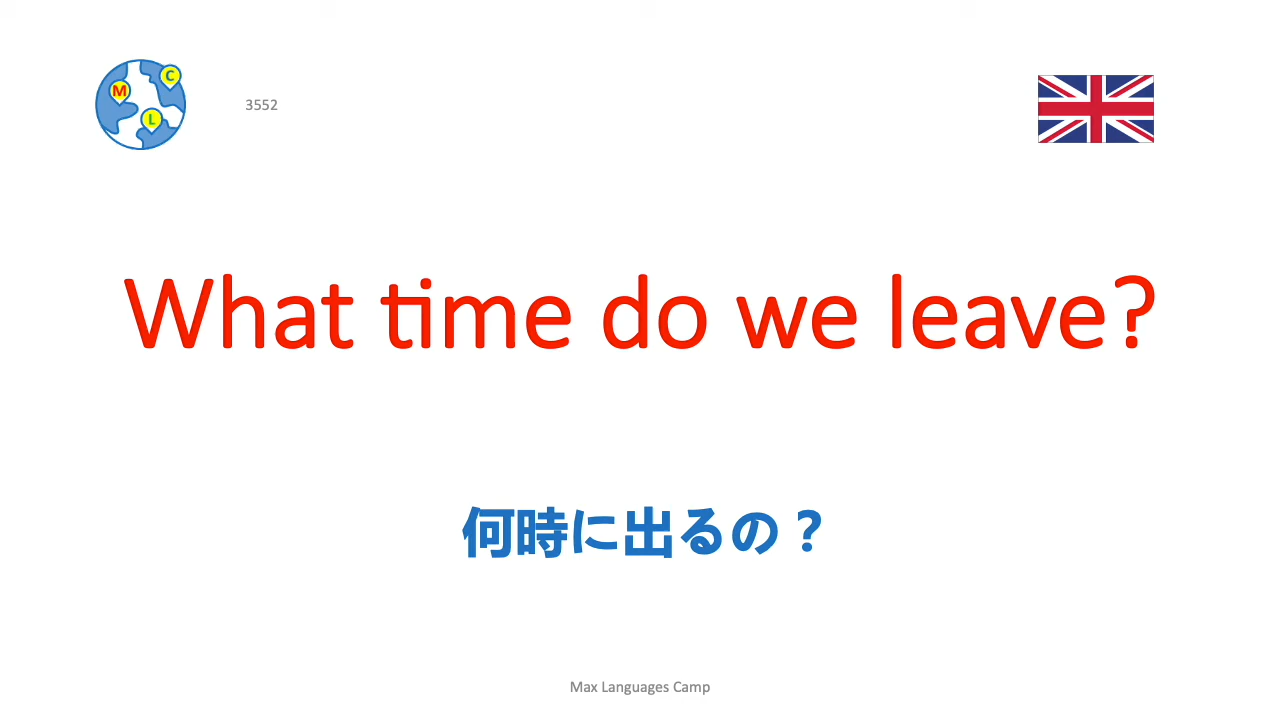 M
C
L
3552
What time do we leave?
何時に出るの？
Max Languages Camp